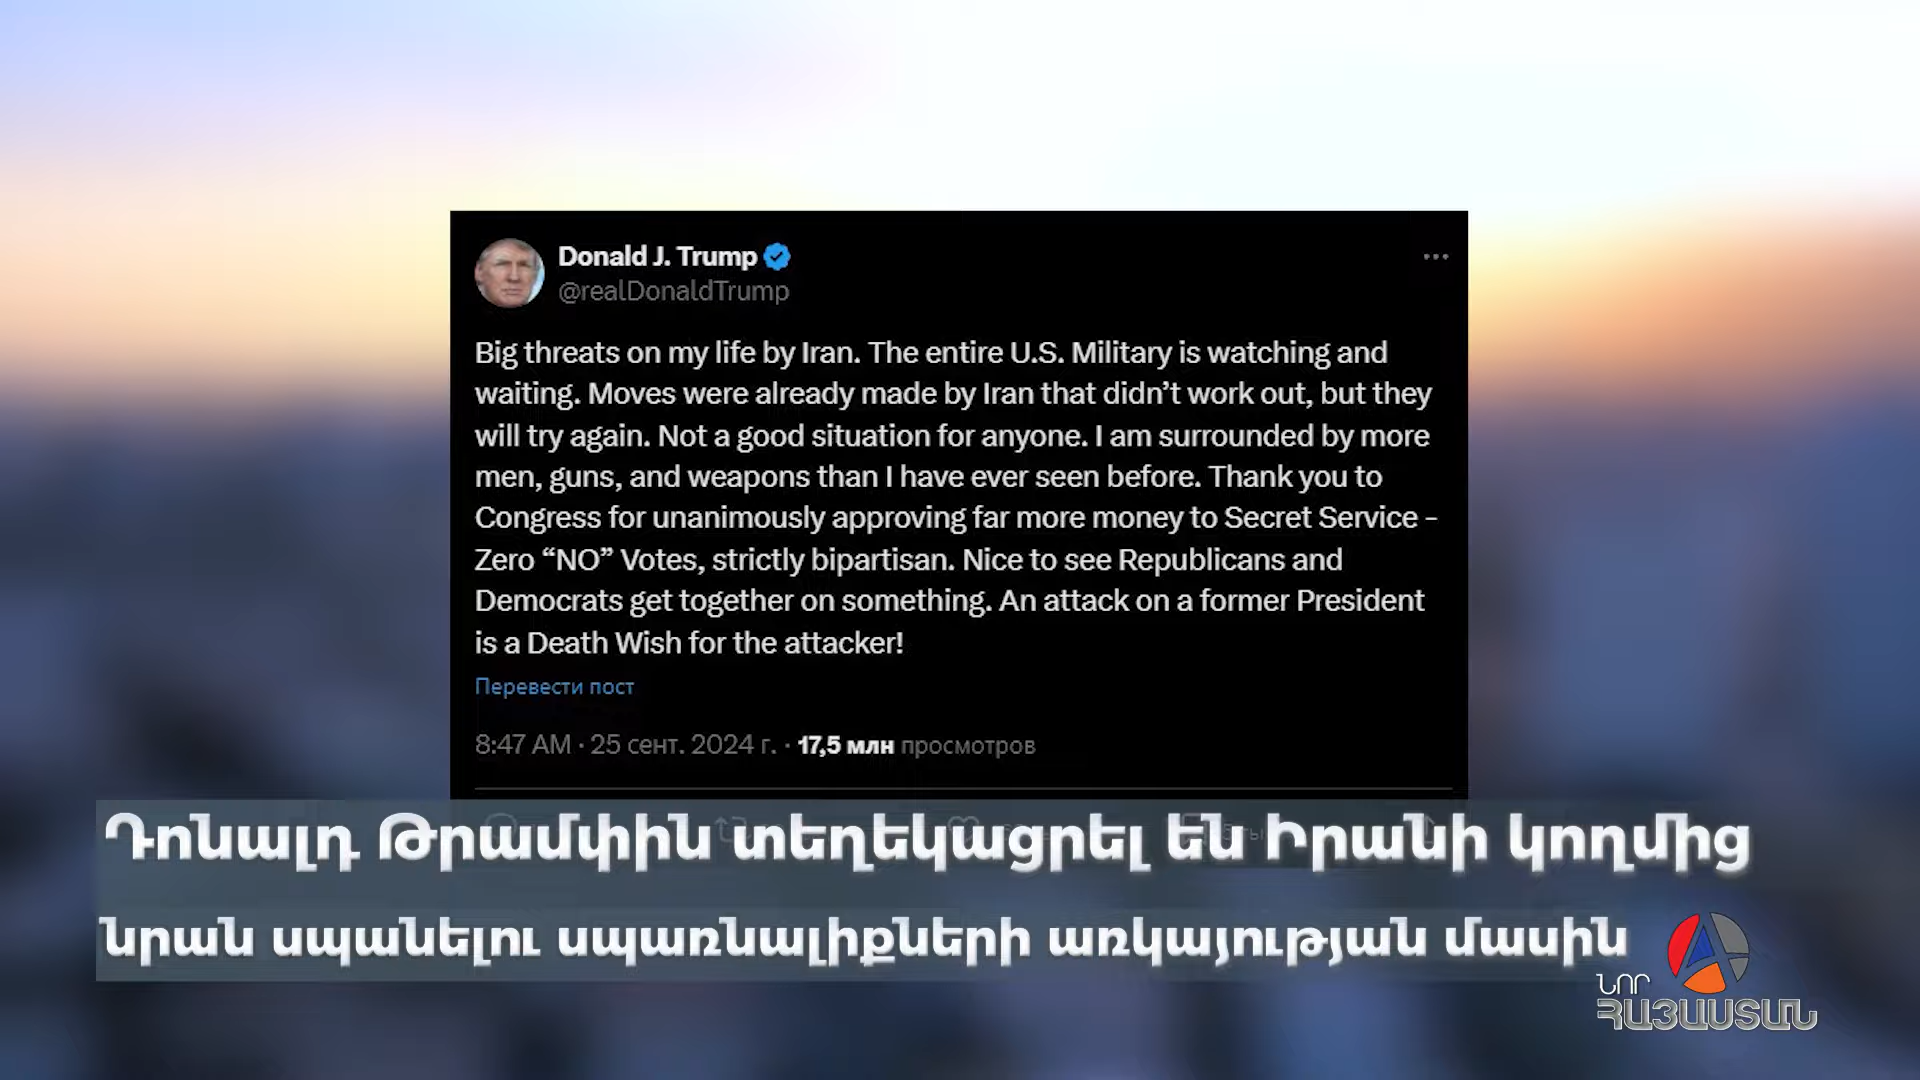 Donald J. Trump
@realDonaldTrump
Big threats on my life by Iran. The entire U.S. Military is watching and
waiting. Moves were already made by Iran that didn’t work out, but they
will try again. Not a good situation for anyone. I am surrounded by more
men, guns, and weapons than I have ever seen before. Thank you to
Congress for unanimously approving far more money to Secret Service –
Zero “NO” Votes, strictly bipartisan. Nice to see Republicans and
Democrats get together on something. An attack on a former President
is a Death Wish for the attacker!
Перевести пост
8:47 AM · 25 сент. 2024 г. · 17,5 млн просмотров
Դոնալդ Թրամփին տեղեկացրել են Իրանի կողմից
նրան սպանելու սպառնալիքների առկայության մասին
ՆՈՐ
ՀԱՅԱՍՏԱՆ